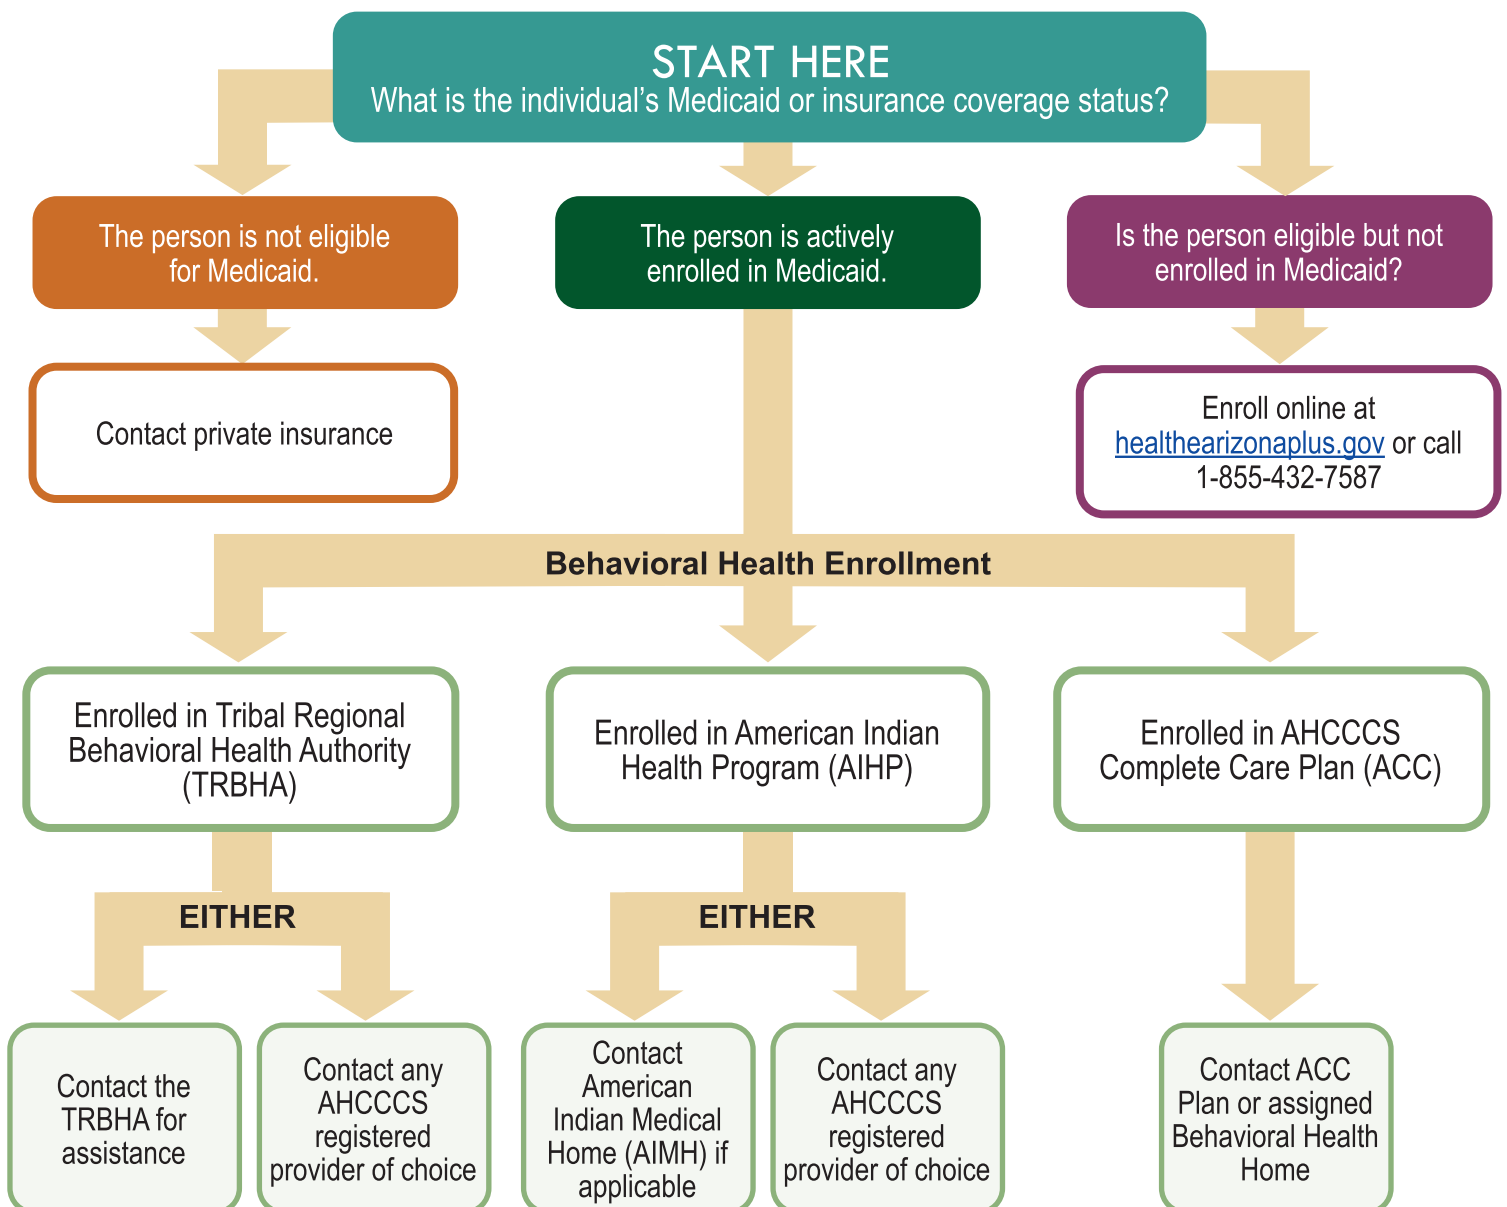 START HERE
What is the individual’s Medicaid or insurance coverage status?
The person is not eligible
for Medicaid.
The person is actively
enrolled in Medicaid.
Is the person eligible but not
enrolled in Medicaid?
Contact private insurance
Enroll online at
healthearizonaplus.gov or call
1-855-432-7587
Behavioral Health Enrollment
Enrolled in Tribal Regional
Behavioral Health Authority
(TRBHA)
Enrolled in American Indian
Health Program (AIHP)
Enrolled in AHCCCS
Complete Care Plan (ACC)
EITHER
EITHER
Contact the
TRBHA for
assistance
Contact any
AHCCCS
registered
provider of choice
Contact
American
Indian Medical
Home (AIMH) if
applicable
Contact any
AHCCCS
registered
provider of choice
Contact ACC
Plan or assigned
Behavioral Health
Home